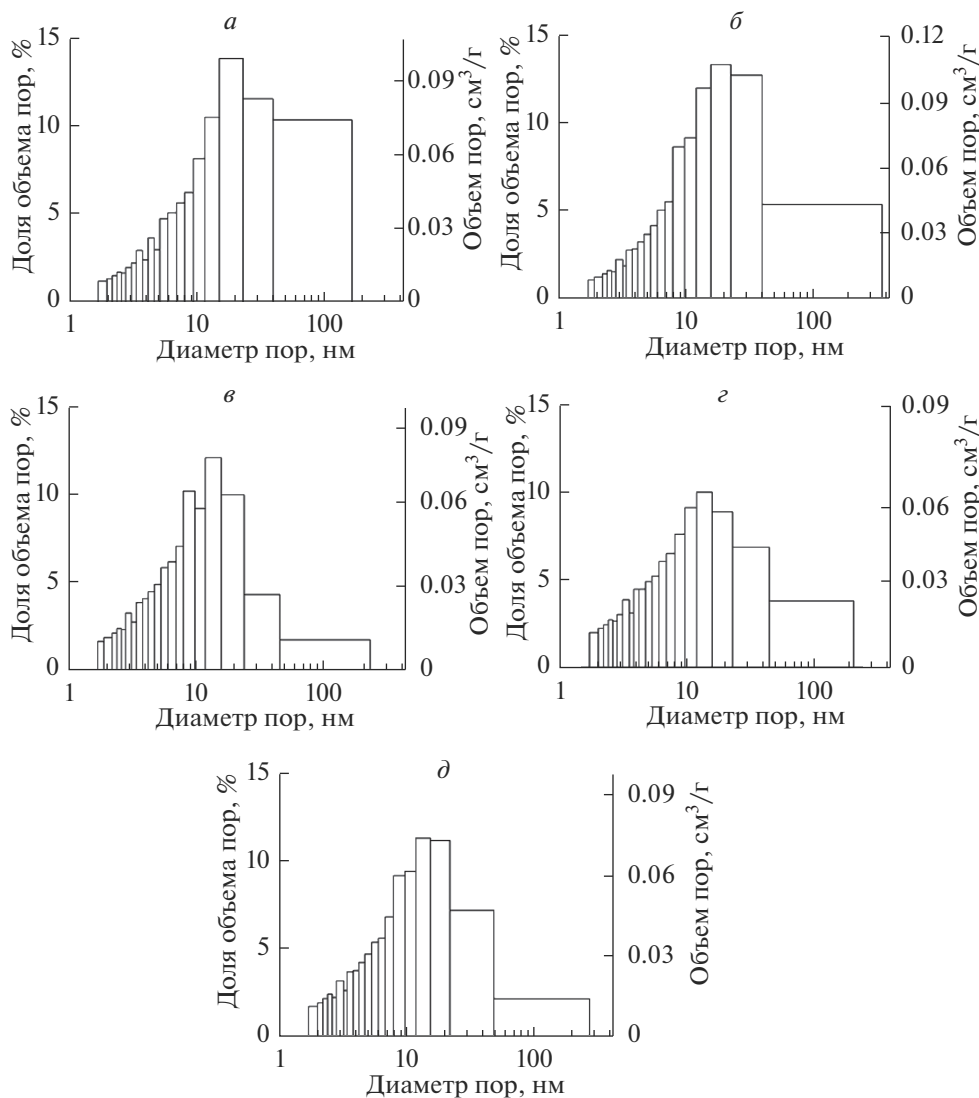 а
Доля объема пор, %
15
10
5
0
0.09
0.06
0.03
0
Объем пор, см³/г
1 10 100
Диаметр пор, нм
б
Доля объема пор, %
15
10
5
0
0.12
0.09
0.06
0.03
0
Объем пор, см³/г
1 10 100
Диаметр пор, нм
в
Доля объема пор, %
15
10
5
0
0.09
0.06
0.03
0
Объем пор, см³/г
1 10 100
Диаметр пор, нм
г
Доля объема пор, %
15
10
5
0
0.09
0.06
0.03
0
Объем пор, см³/г
1 10 100
Диаметр пор, нм
д
Доля объема пор, %
15
10
5
0
0.09
0.06
0.03
0
Объем пор, см³/г
1 10 100
Диаметр пор, нм